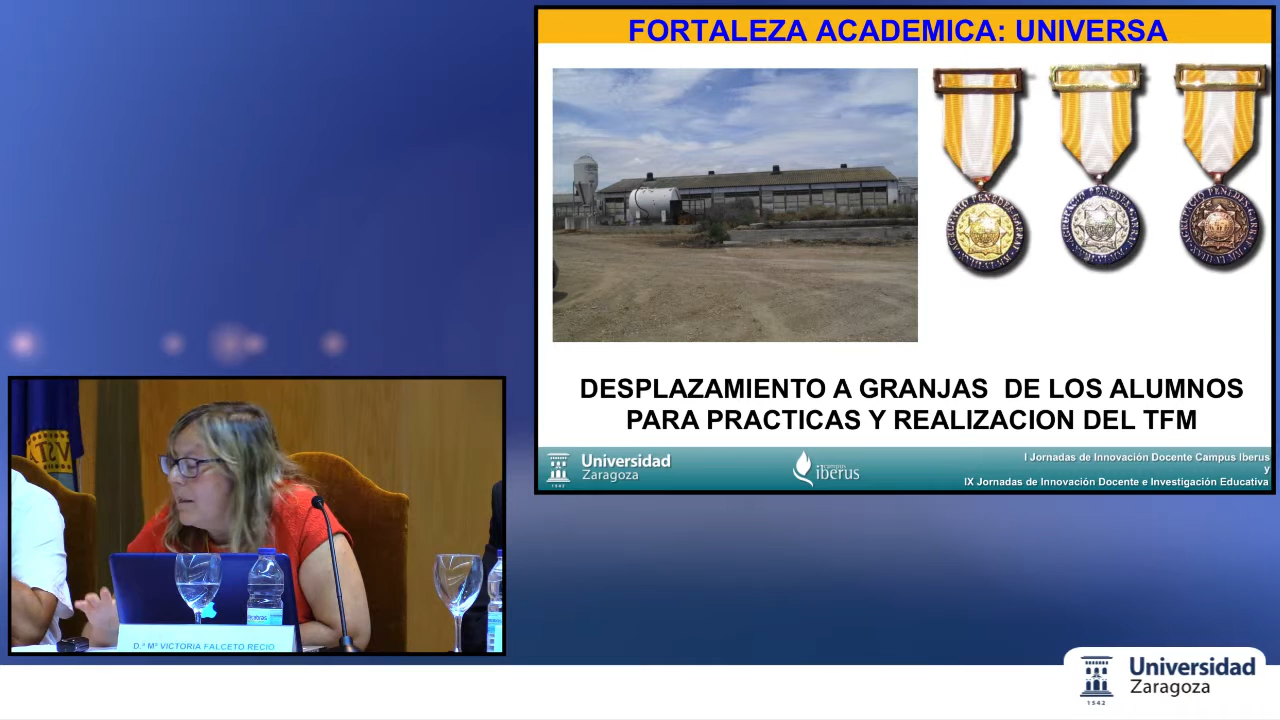 FORTALEZA ACADEMICA: UNIVERSA
DESPLAZAMIENTO A GRANJAS DE LOS ALUMNOS
PARA PRACTICAS Y REALIZACION DEL TFM
Universidad
Zaragoza
1542
campus
iberus
I Jornadas de Innovación Docente Campus Iberus
y
IX Jornadas de Innovación Docente e Investigación Educativa
D.ª Mª VICTORIA FALCETO RECIO
Universidad
Zaragoza
1542